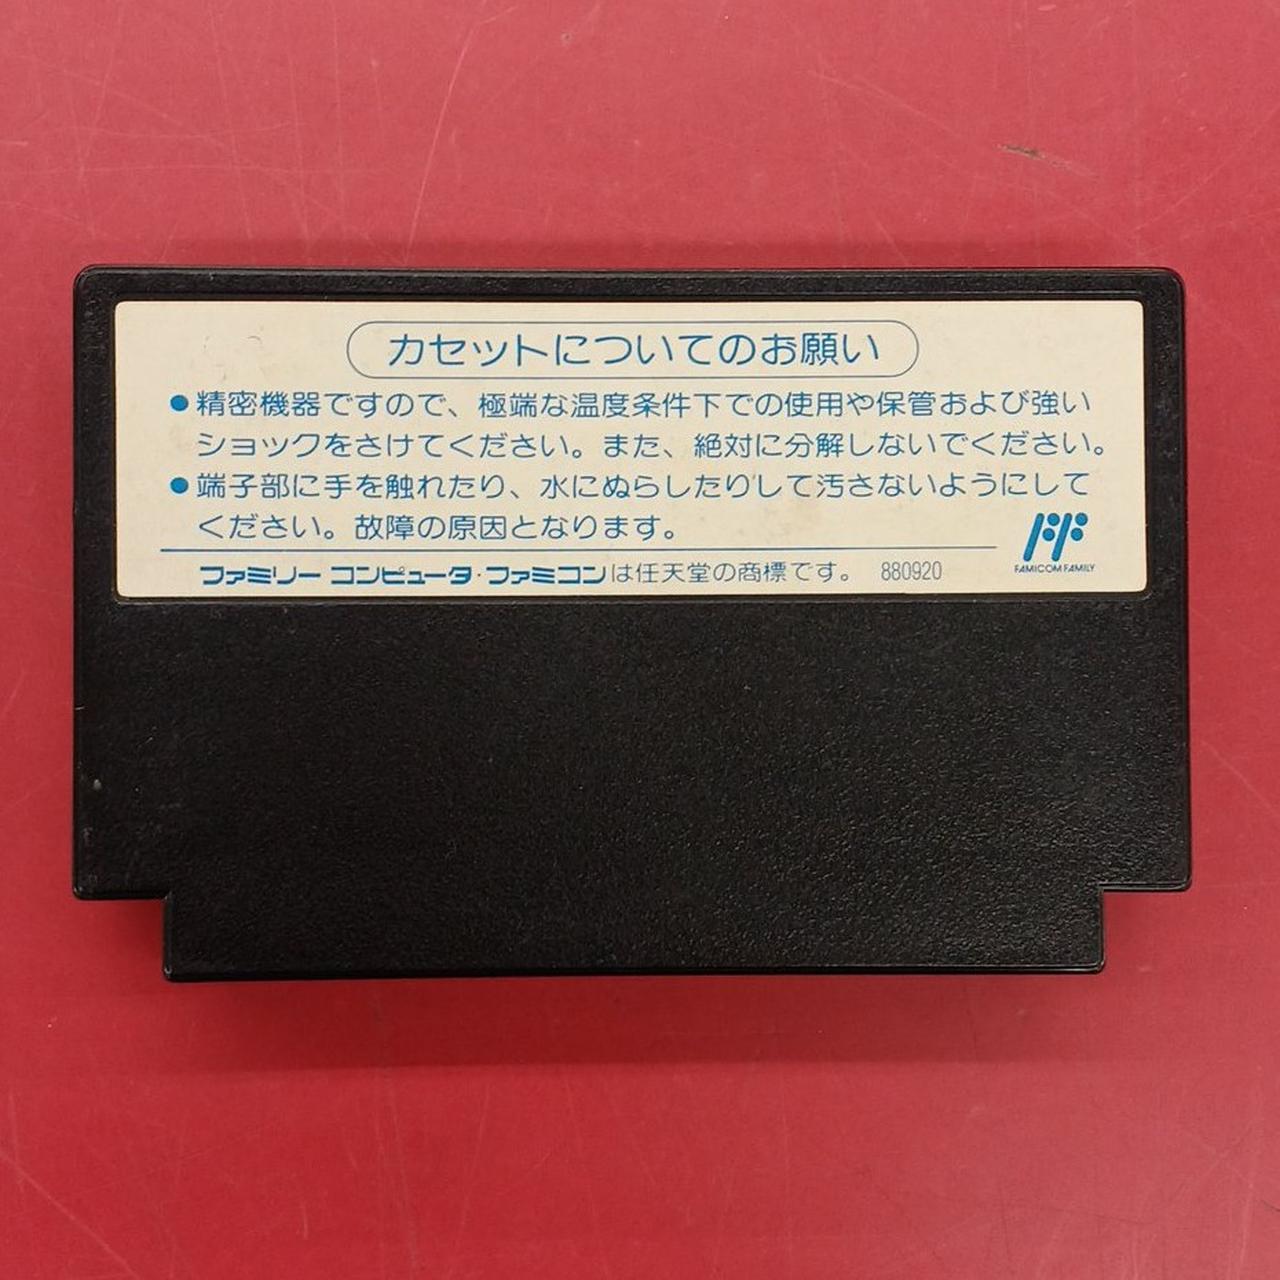 カセットについてのお願い
●精密機器ですので、極端な温度条件下での使用や保管および強い
ショックをさけてください。また、絶対に分解しないでください。
●端子部に手を触れたり、水にぬらしたりして汚さないようにして
ください。故障の原因となります。
ファミリー コンピュータ・ファミコンは任天堂の商標です。 880920
FAMICOM FAMILY